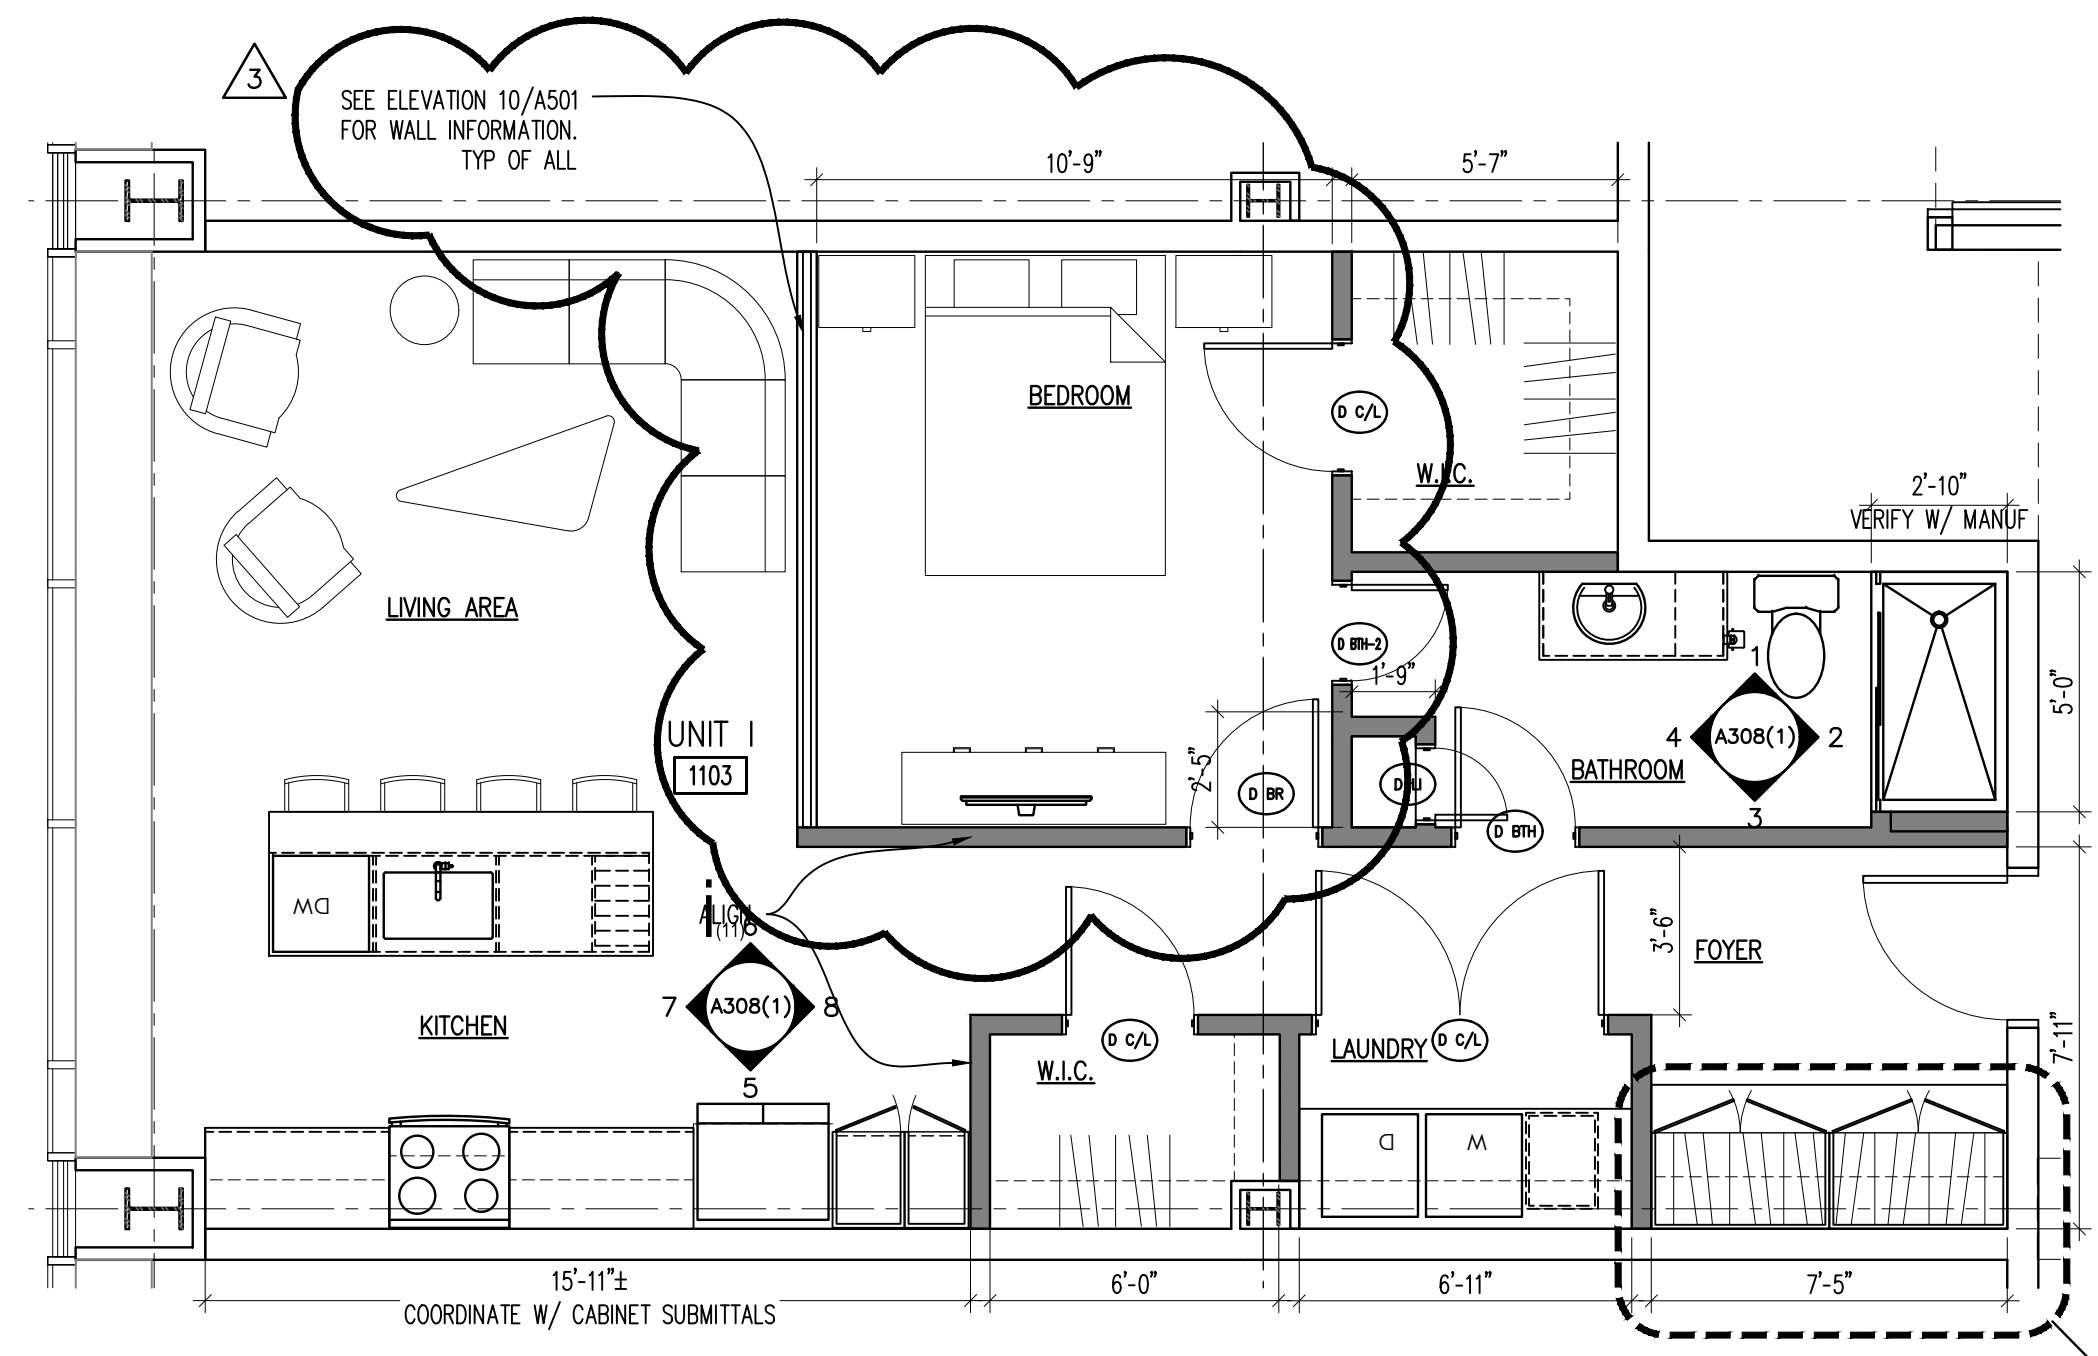 3
SEE ELEVATION 10/A501
FOR WALL INFORMATION.
TYP OF ALL
10'-9"
5'-7"
BEDROOM
D C/L
W.I.C.
2'-10"
VERIFY W/ MANUF
LIVING AREA
D BTH-2
1'-9"
1
4
A308(1)
2
3
5'-0"
UNIT I
1103
2'-5"
D BR
D LI
BATHROOM
D BTH
DW
ALIGN
(11)
6
7
A308(1)
8
5
3'-6"
FOYER
KITCHEN
D C/L
W.I.C.
LAUNDRY
D C/L
7'-11"
D
W
15'-11"±
COORDINATE W/ CABINET SUBMITTALS
6'-0"
6'-11"
7'-5"